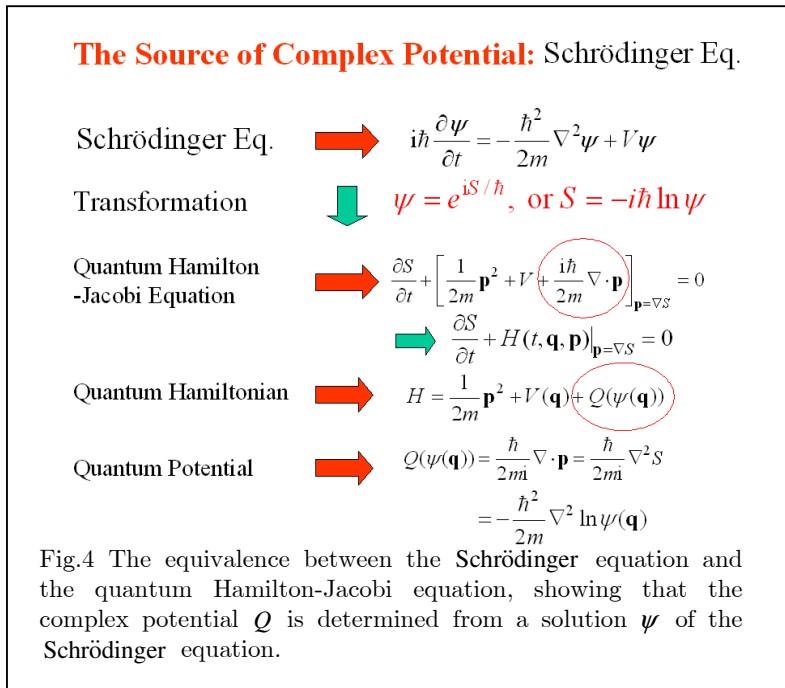 The Source of Complex Potential: Schrödinger Eq.
Schrödinger Eq. iℏ ∂ψ/∂t = −ℏ²/2m ∇²ψ + Vψ
Transformation ψ = e^{iS/ℏ}, or S = −iℏ ln ψ
Quantum Hamilton
-Jacobi Equation ∂S/∂t + [1/2m 𝐩² + V + iℏ/2m ∇·𝐩]_{𝐩=∇S} = 0
∂S/∂t + H(t, 𝐪, 𝐩)|_{𝐩=∇S} = 0
Quantum Hamiltonian H = 1/2m 𝐩² + V(𝐪) + Q(ψ(𝐪))
Quantum Potential Q(ψ(𝐪)) = ℏ/2mi ∇·𝐩 = ℏ/2mi ∇²S
= −ℏ²/2m ∇² ln ψ(𝐪)
Fig.4 The equivalence between the Schrödinger equation and
the quantum Hamilton-Jacobi equation, showing that the
complex potential Q is determined from a solution ψ of the
Schrödinger equation.